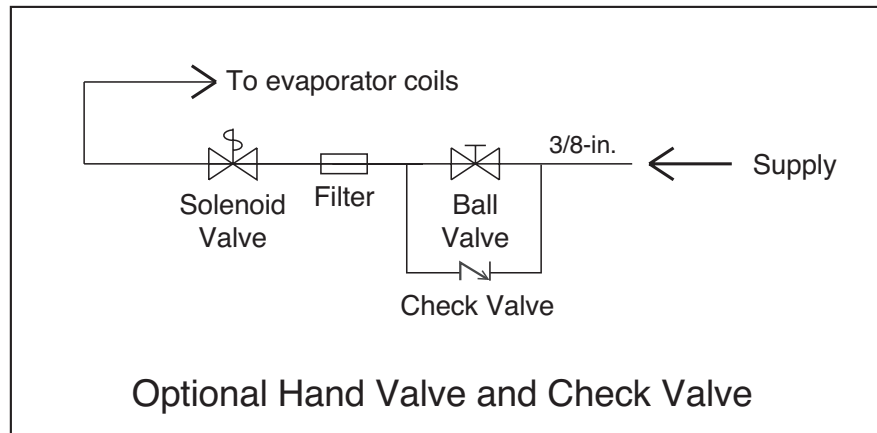 To evaporator coils
3/8-in.
Supply
Solenoid
Valve
Filter
Ball
Valve
Check Valve
Optional Hand Valve and Check Valve